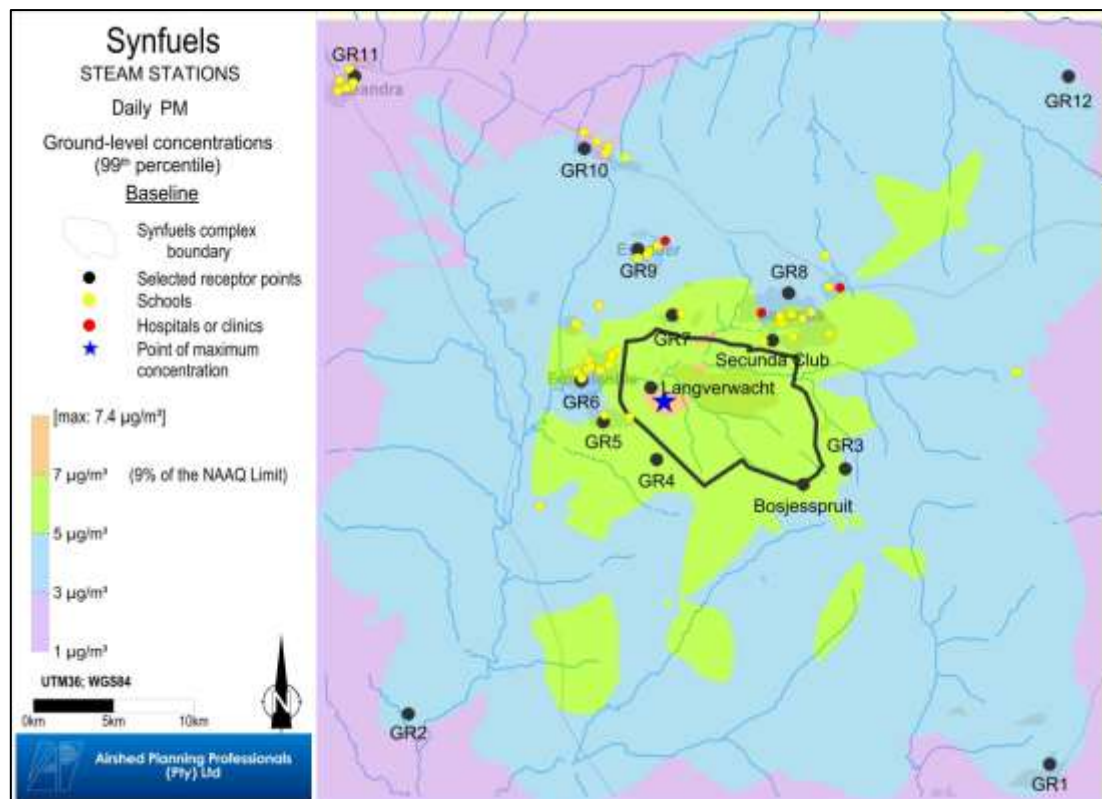 Synfuels
STEAM STATIONS
Daily PM
Ground-level concentrations
(99th percentile)
Baseline
Synfuels complex
boundary
Selected receptor points
Schools
Hospitals or clinics
Point of maximum
concentration
[max: 7.4 µg/m³]
7 µg/m³ (9% of the NAAQ Limit)
5 µg/m³
3 µg/m³
1 µg/m³
UTM36; WGS84
0km 5km 10km
N
Airshed Planning Professionals
(Pty) Ltd
GR11
GR12
GR10
GR9
GR8
GR7
Secunda Club
Langverwacht
GR6
GR5
GR4
GR3
Bosjesspruit
GR2
GR1